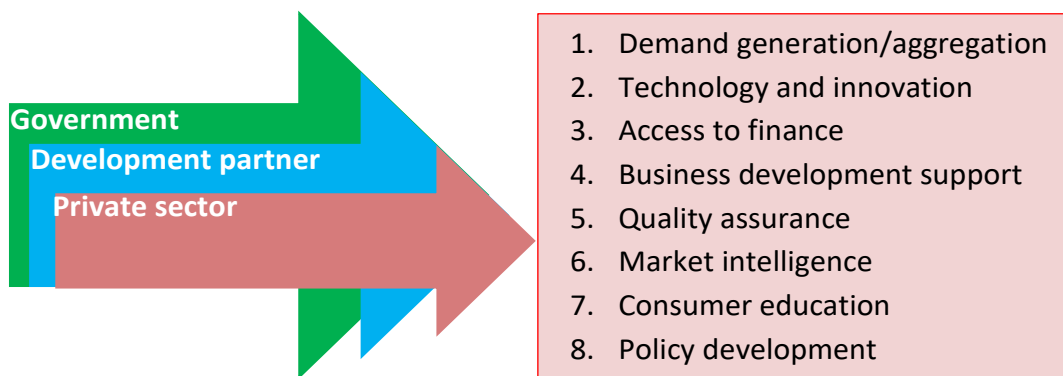 Government
Development partner
Private sector
1. Demand generation/aggregation
2. Technology and innovation
3. Access to finance
4. Business development support
5. Quality assurance
6. Market intelligence
7. Consumer education
8. Policy development